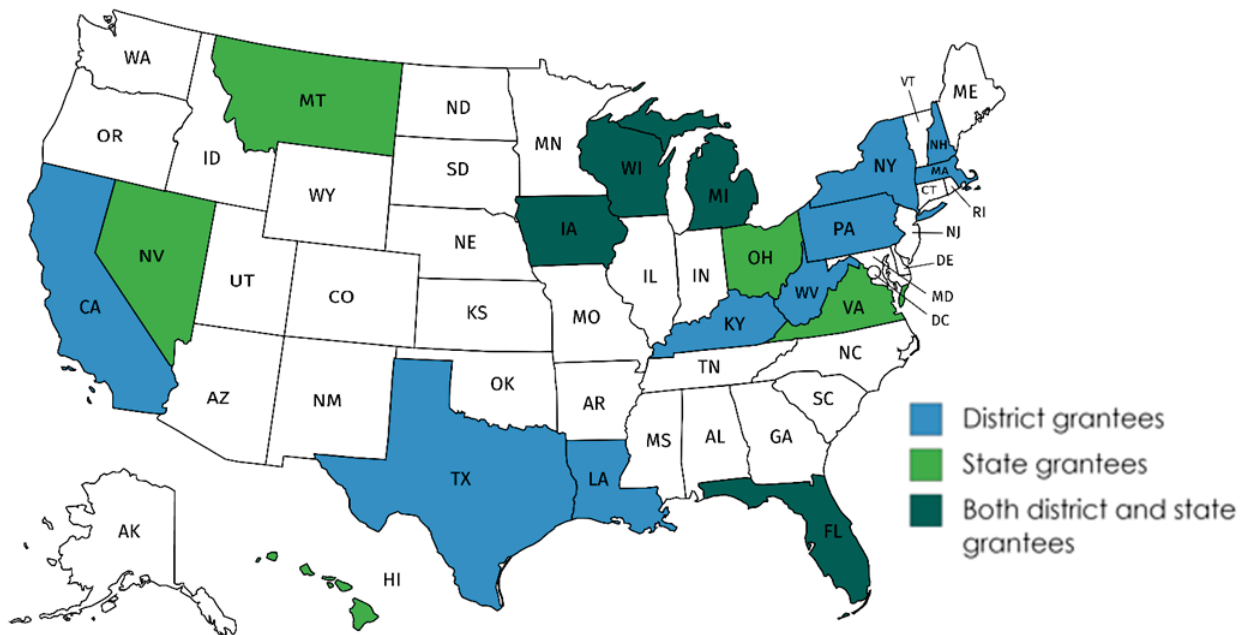 WA
MT
ND
MN
VT
ME
OR
ID
SD
WI
NY
NH
MA
WY
MI
CT
RI
NV
NE
IA
PA
NJ
UT
IL
IN
OH
DE
CA
CO
KS
MO
WV
VA
MD
KY
DC
AZ
NM
OK
TN
NC
AR
SC
TX
LA
MS
AL
GA
District grantees
State grantees
Both district and state
grantees
AK
HI
FL